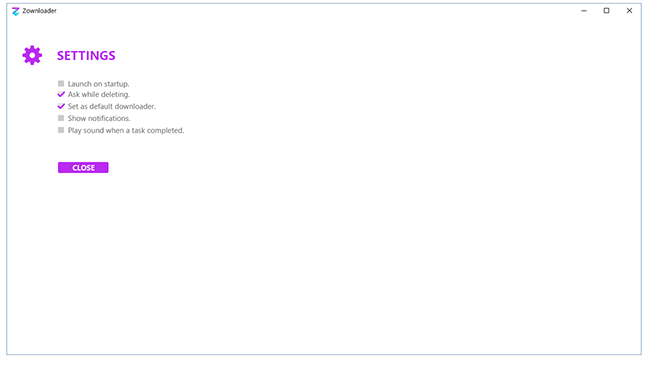 Zownloader
SETTINGS
Launch on startup.
Ask while deleting.
Set as default downloader.
Show notifications.
Play sound when a task completed.
CLOSE